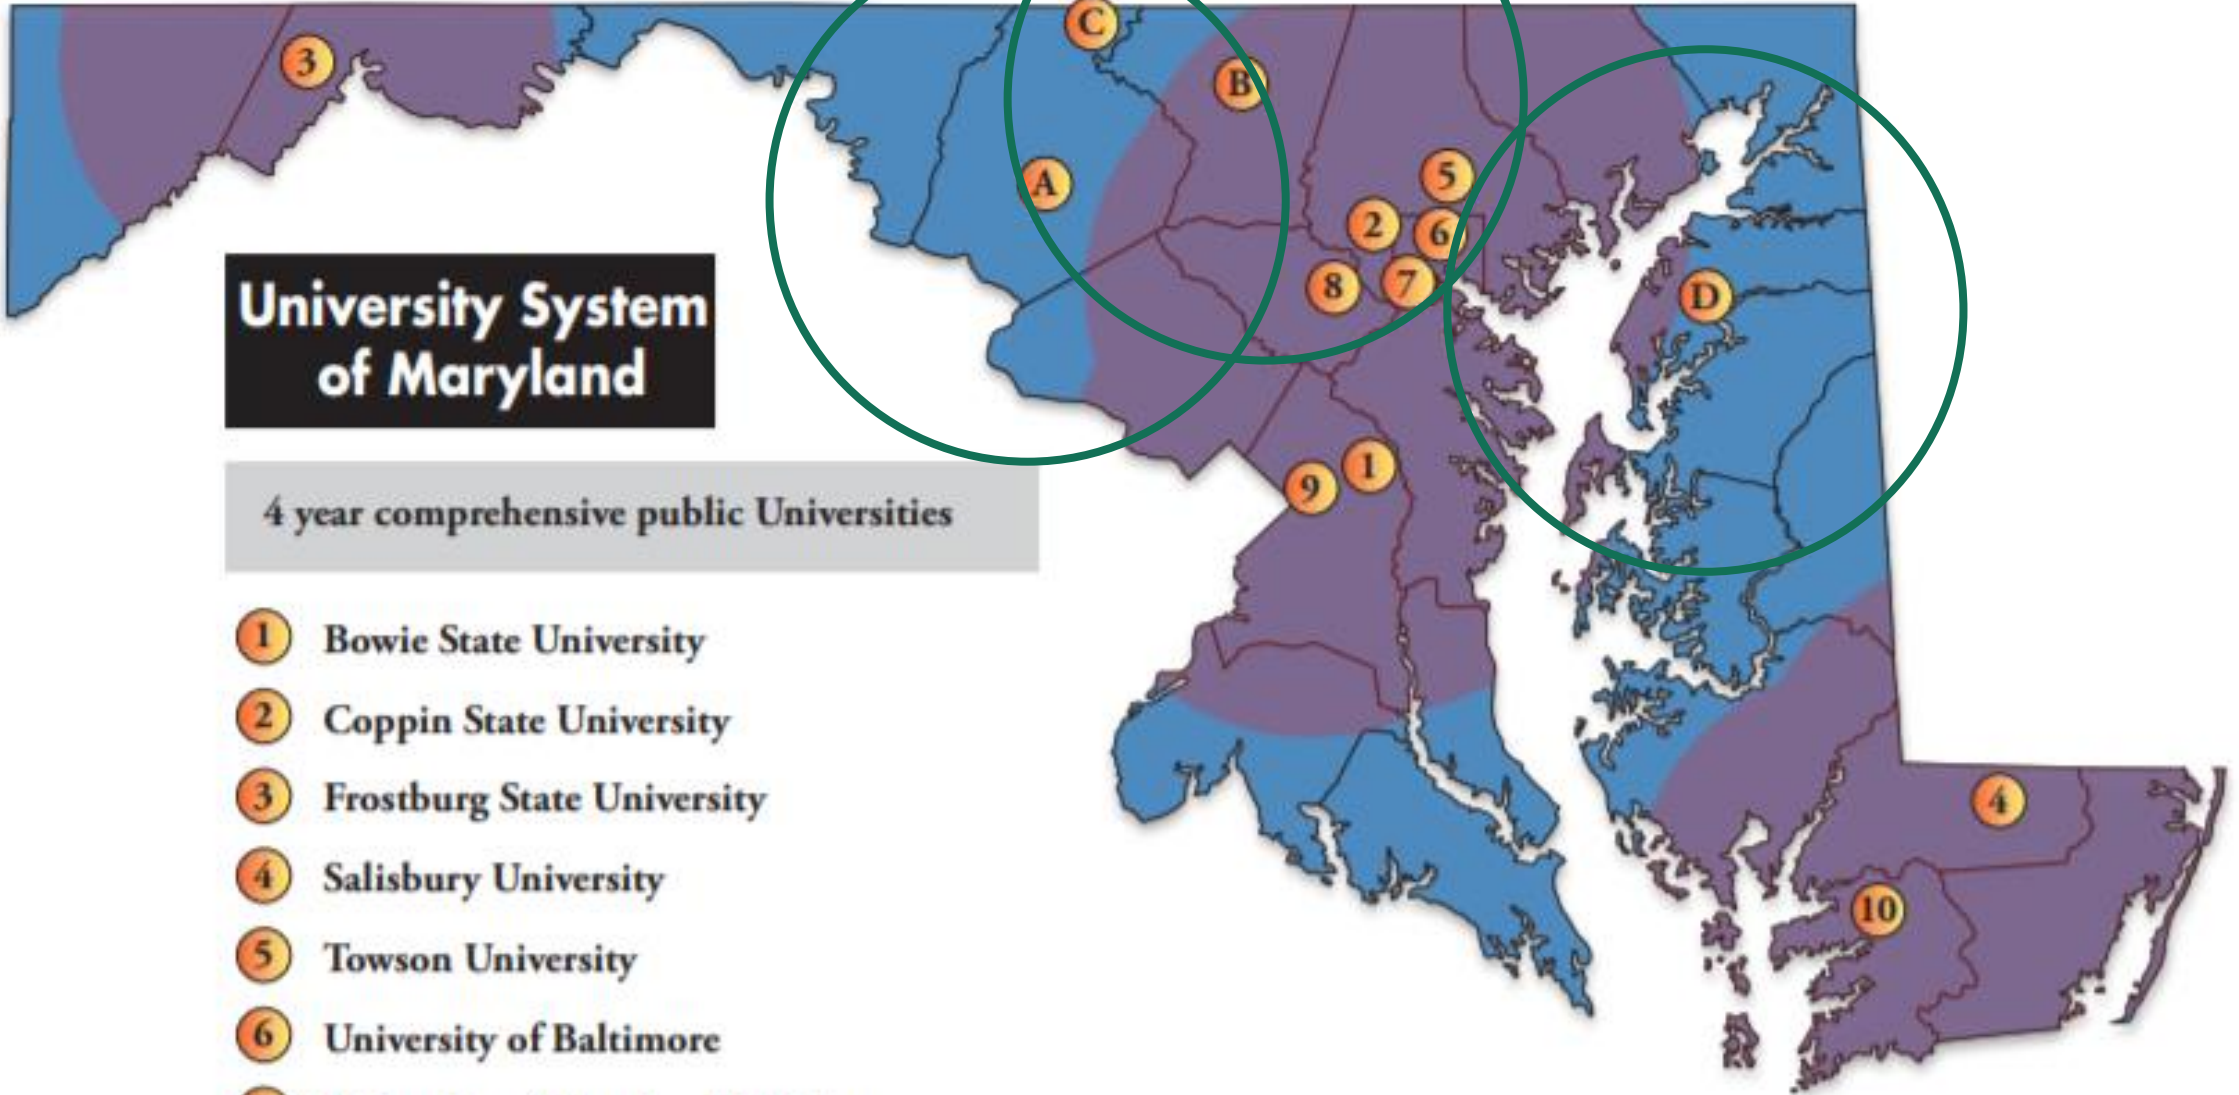 C
3
B
A
5
2
6
8
7
D
University System
of Maryland
9
1
4 year comprehensive public Universities
1 Bowie State University
2 Coppin State University
3 Frostburg State University
4 Salisbury University
5 Towson University
6 University of Baltimore
4
10